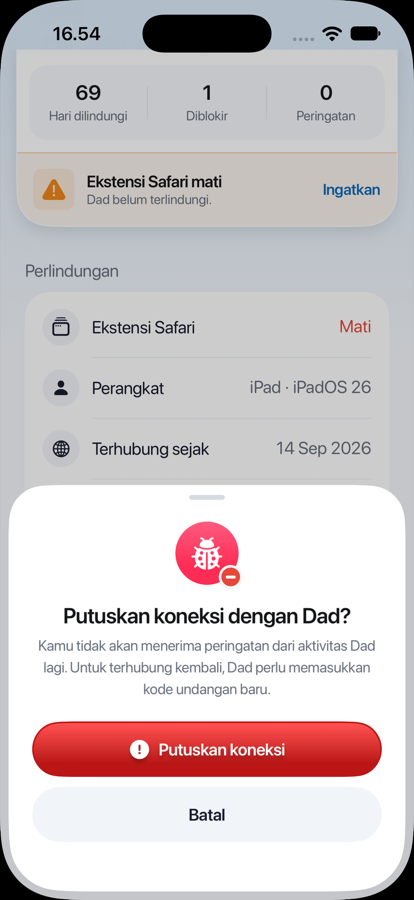 16.54
69
Hari dilindungi
1
Diblokir
0
Peringatan
Ekstensi Safari mati
Dad belum terlindungi.
Ingatkan
Perlindungan
Ekstensi Safari
Mati
Perangkat
iPad · iPadOS 26
Terhubung sejak
14 Sep 2026
Putuskan koneksi dengan Dad?
Kamu tidak akan menerima peringatan dari aktivitas Dad
lagi. Untuk terhubung kembali, Dad perlu memasukkan
kode undangan baru.
Putuskan koneksi
Batal